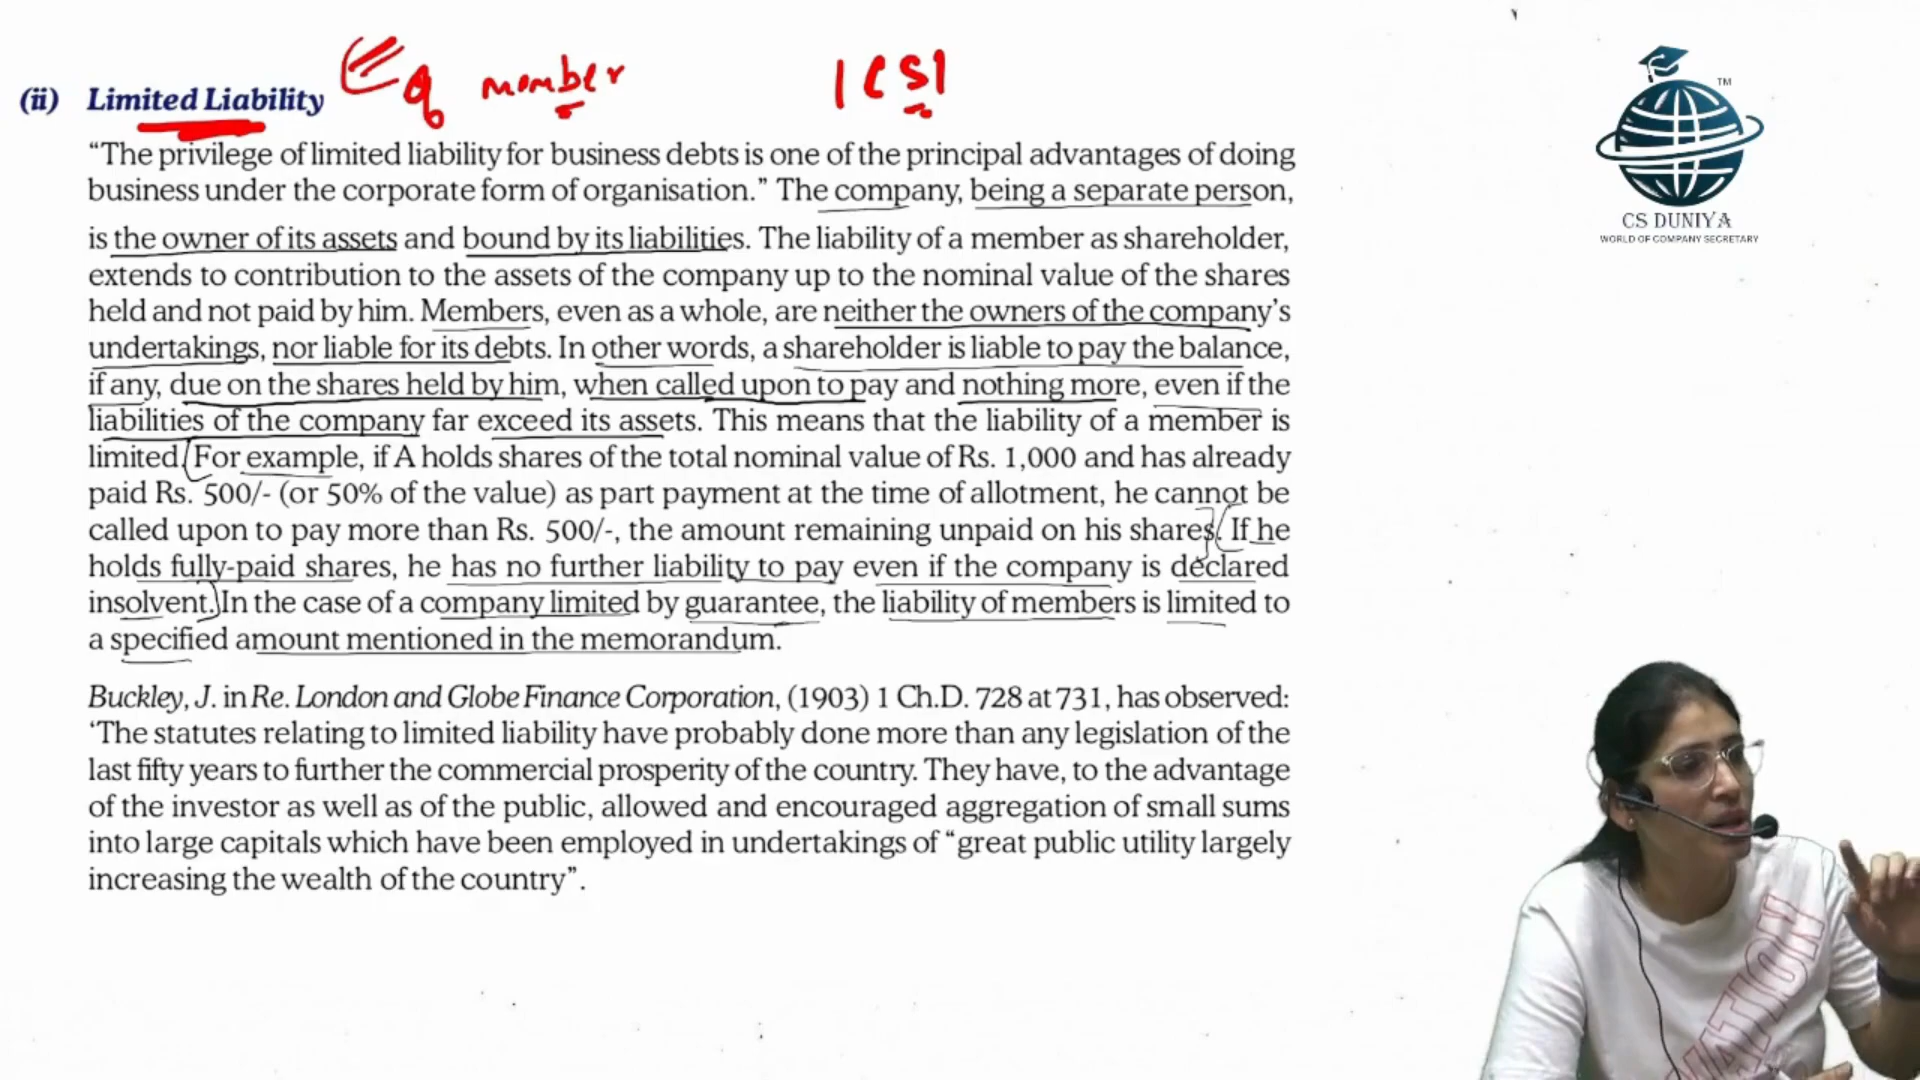 (ii) Limited Liability
member
ICSI
TM
CS DUNIYA
WORLD OF COMPANY SECRETARY
“The privilege of limited liability for business debts is one of the principal advantages of doing
business under the corporate form of organisation.” The company, being a separate person,
is the owner of its assets and bound by its liabilities. The liability of a member as shareholder,
extends to contribution to the assets of the company up to the nominal value of the shares
held and not paid by him. Members, even as a whole, are neither the owners of the company’s
undertakings, nor liable for its debts. In other words, a shareholder is liable to pay the balance,
if any, due on the shares held by him, when called upon to pay and nothing more, even if the
liabilities of the company far exceed its assets. This means that the liability of a member is
limited. For example, if A holds shares of the total nominal value of Rs. 1,000 and has already
paid Rs. 500/- (or 50% of the value) as part payment at the time of allotment, he cannot be
called upon to pay more than Rs. 500/-, the amount remaining unpaid on his shares. If he
holds fully-paid shares, he has no further liability to pay even if the company is declared
insolvent. In the case of a company limited by guarantee, the liability of members is limited to
a specified amount mentioned in the memorandum.
Buckley, J. in Re. London and Globe Finance Corporation, (1903) 1 Ch.D. 728 at 731, has observed:
‘The statutes relating to limited liability have probably done more than any legislation of the
last fifty years to further the commercial prosperity of the country. They have, to the advantage
of the investor as well as of the public, allowed and encouraged aggregation of small sums
into large capitals which have been employed in undertakings of “great public utility largely
increasing the wealth of the country”.
NATION